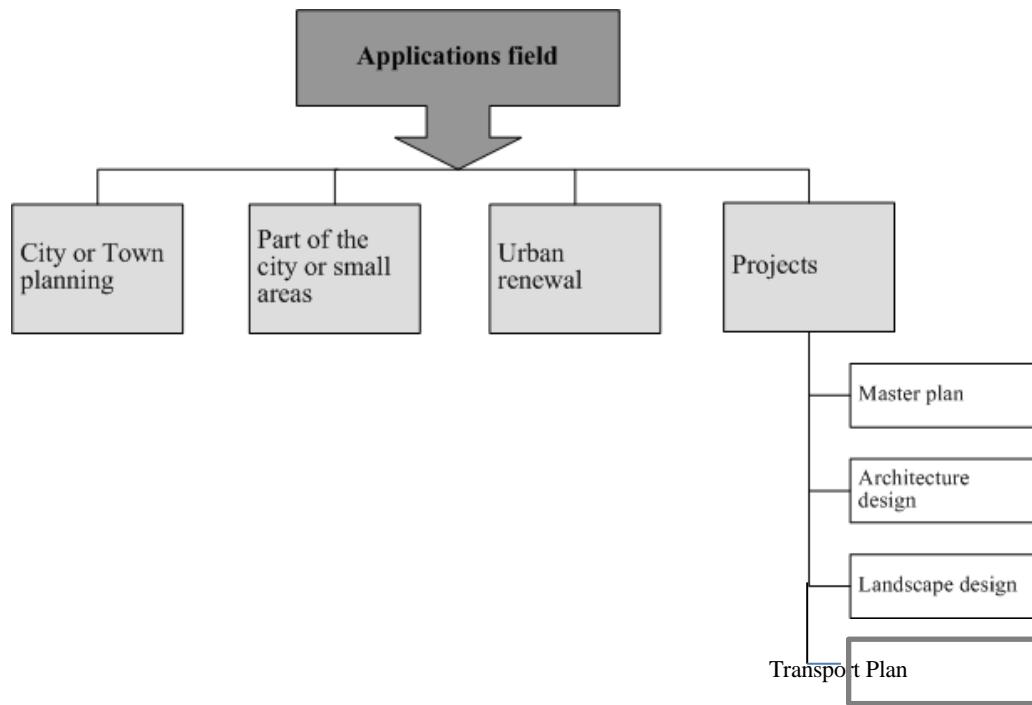 Applications field
City or Town
planning
Part of the
city or small
areas
Urban
renewal
Projects
Master plan
Architecture
design
Landscape design
Transport Plan